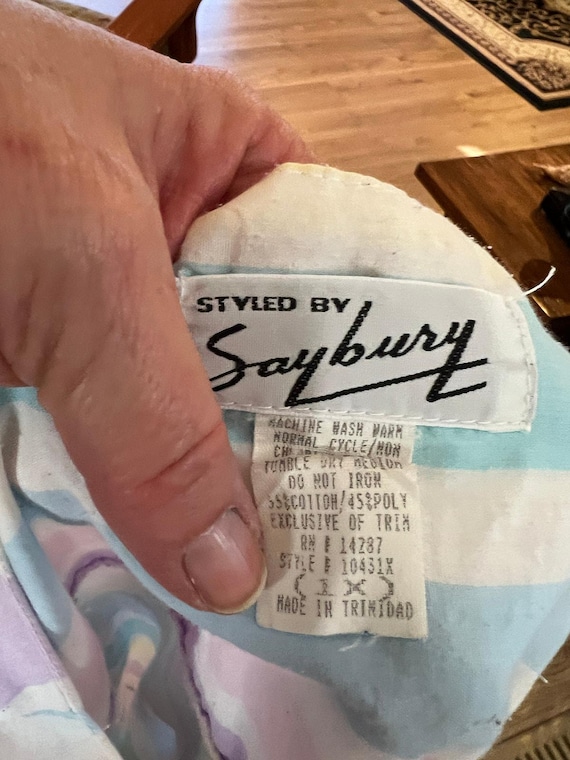 STYLED BY
Saybury
MACHINE WASH WARM
NORMAL CYCLE/NON
TUMBLE DRY MEDIUM
DO NOT IRON
55%COTTON/45%POLY
EXCLUSIVE OF TRIM
RN # 14287
STYLE # 10431X
(1X)
MADE IN TRINIDAD